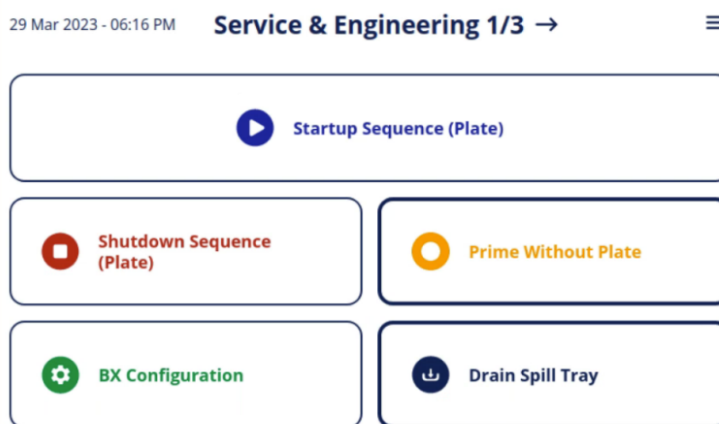 29 Mar 2023 - 06:16 PM Service & Engineering 1/3 →
Startup Sequence (Plate)
Shutdown Sequence
(Plate)
Prime Without Plate
BX Configuration
Drain Spill Tray